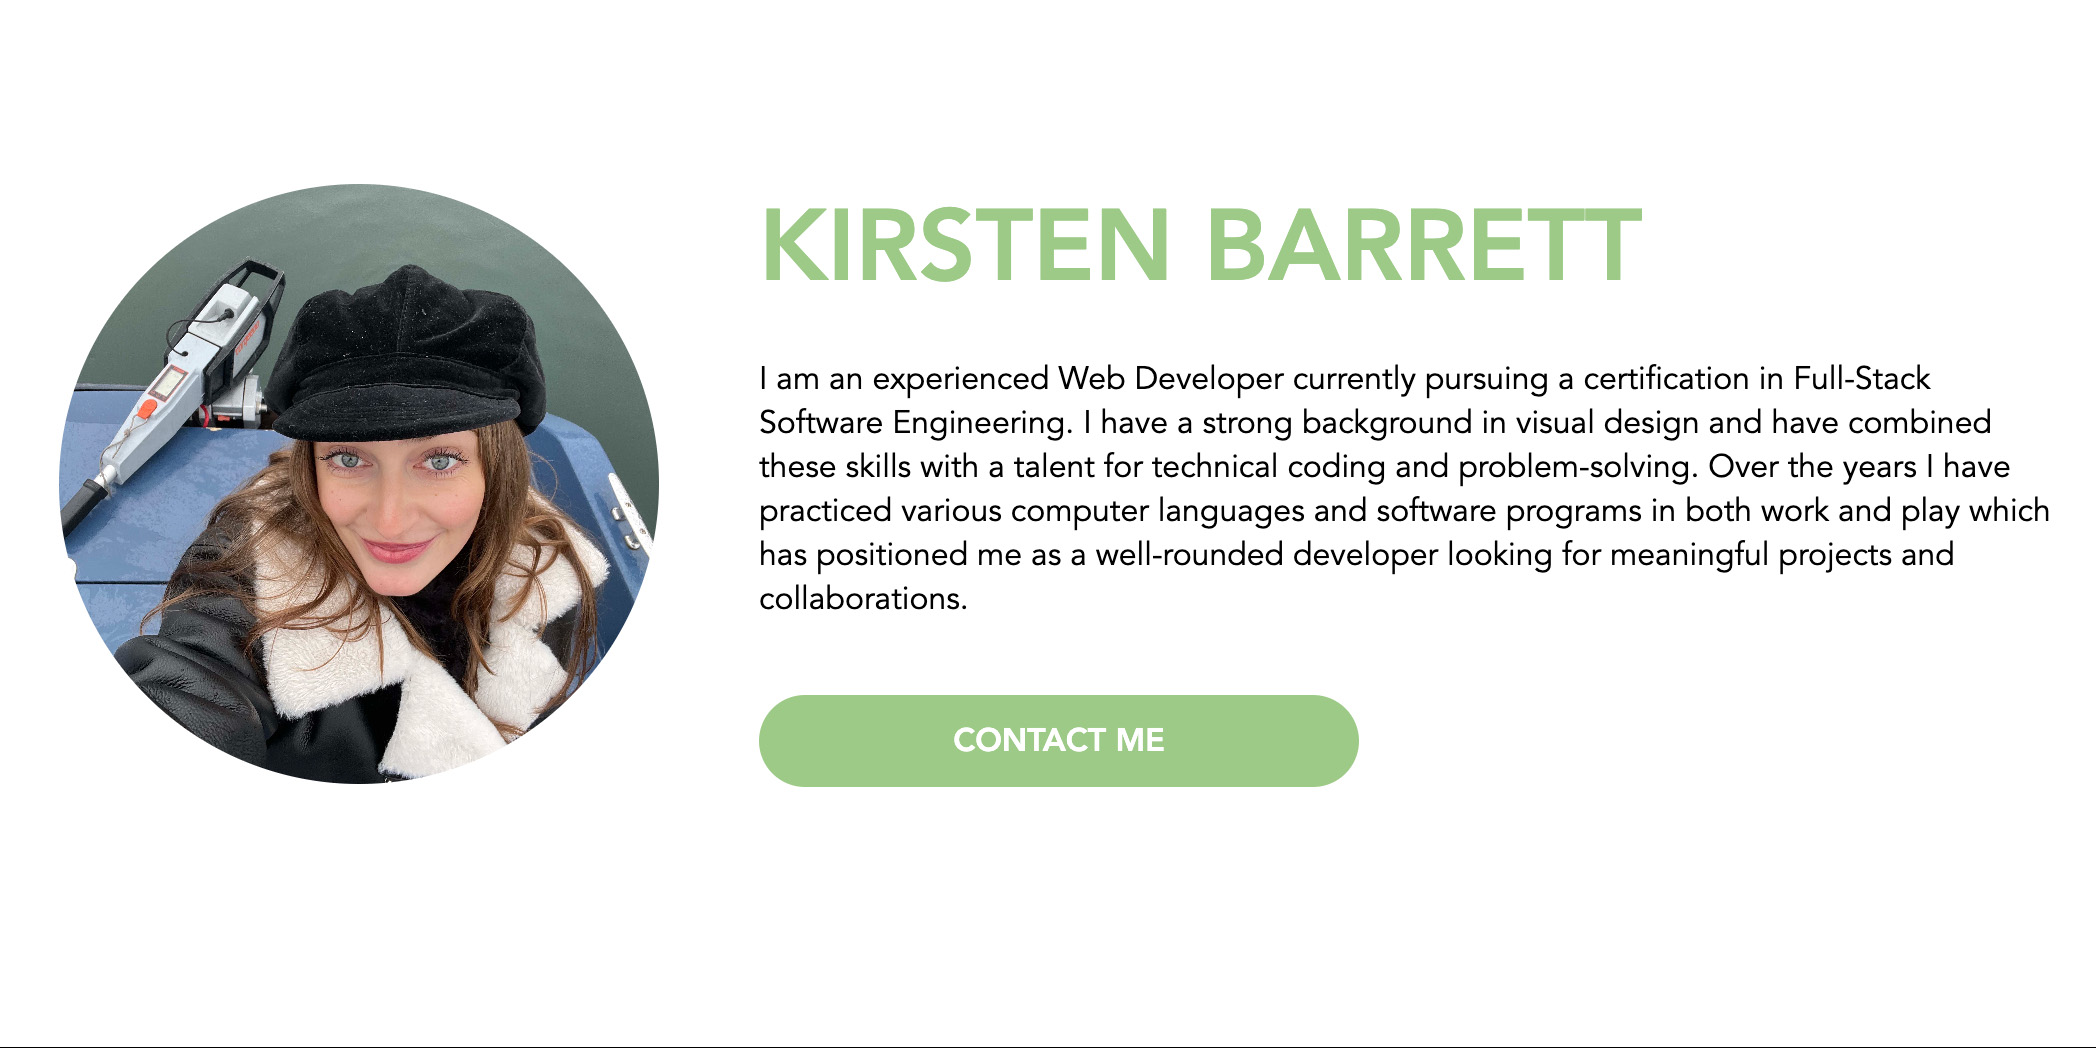 KIRSTEN BARRETT
I am an experienced Web Developer currently pursuing a certification in Full-Stack
Software Engineering. I have a strong background in visual design and have combined
these skills with a talent for technical coding and problem-solving. Over the years I have
practiced various computer languages and software programs in both work and play which
has positioned me as a well-rounded developer looking for meaningful projects and
collaborations.
CONTACT ME